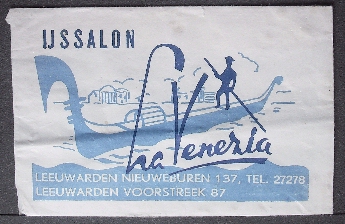 IJSSALON
La Venezia
LEEUWARDEN NIEUWEBUREN 137, TEL. 27278
LEEUWARDEN VOORSTREEK 87